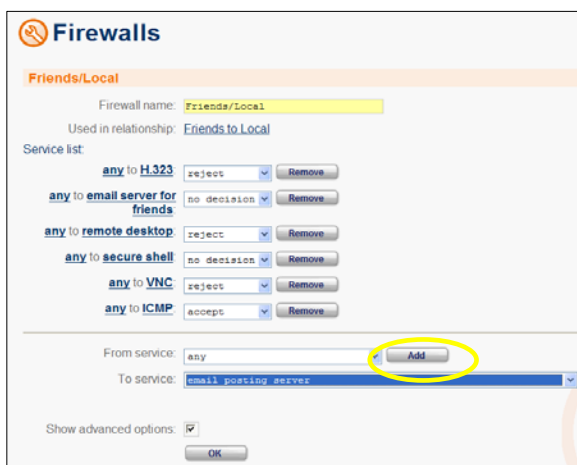 Firewalls
Friends/Local
Firewall name: Friends/Local
Used in relationship: Friends to Local
Service list:
any to H.323: reject Remove
any to email server for friends: no decision Remove
any to remote desktop: reject Remove
any to secure shell: no decision Remove
any to VNC: reject Remove
any to ICMP: accept Remove
From service: any Add
To service: email posting server
Show advanced options:
OK